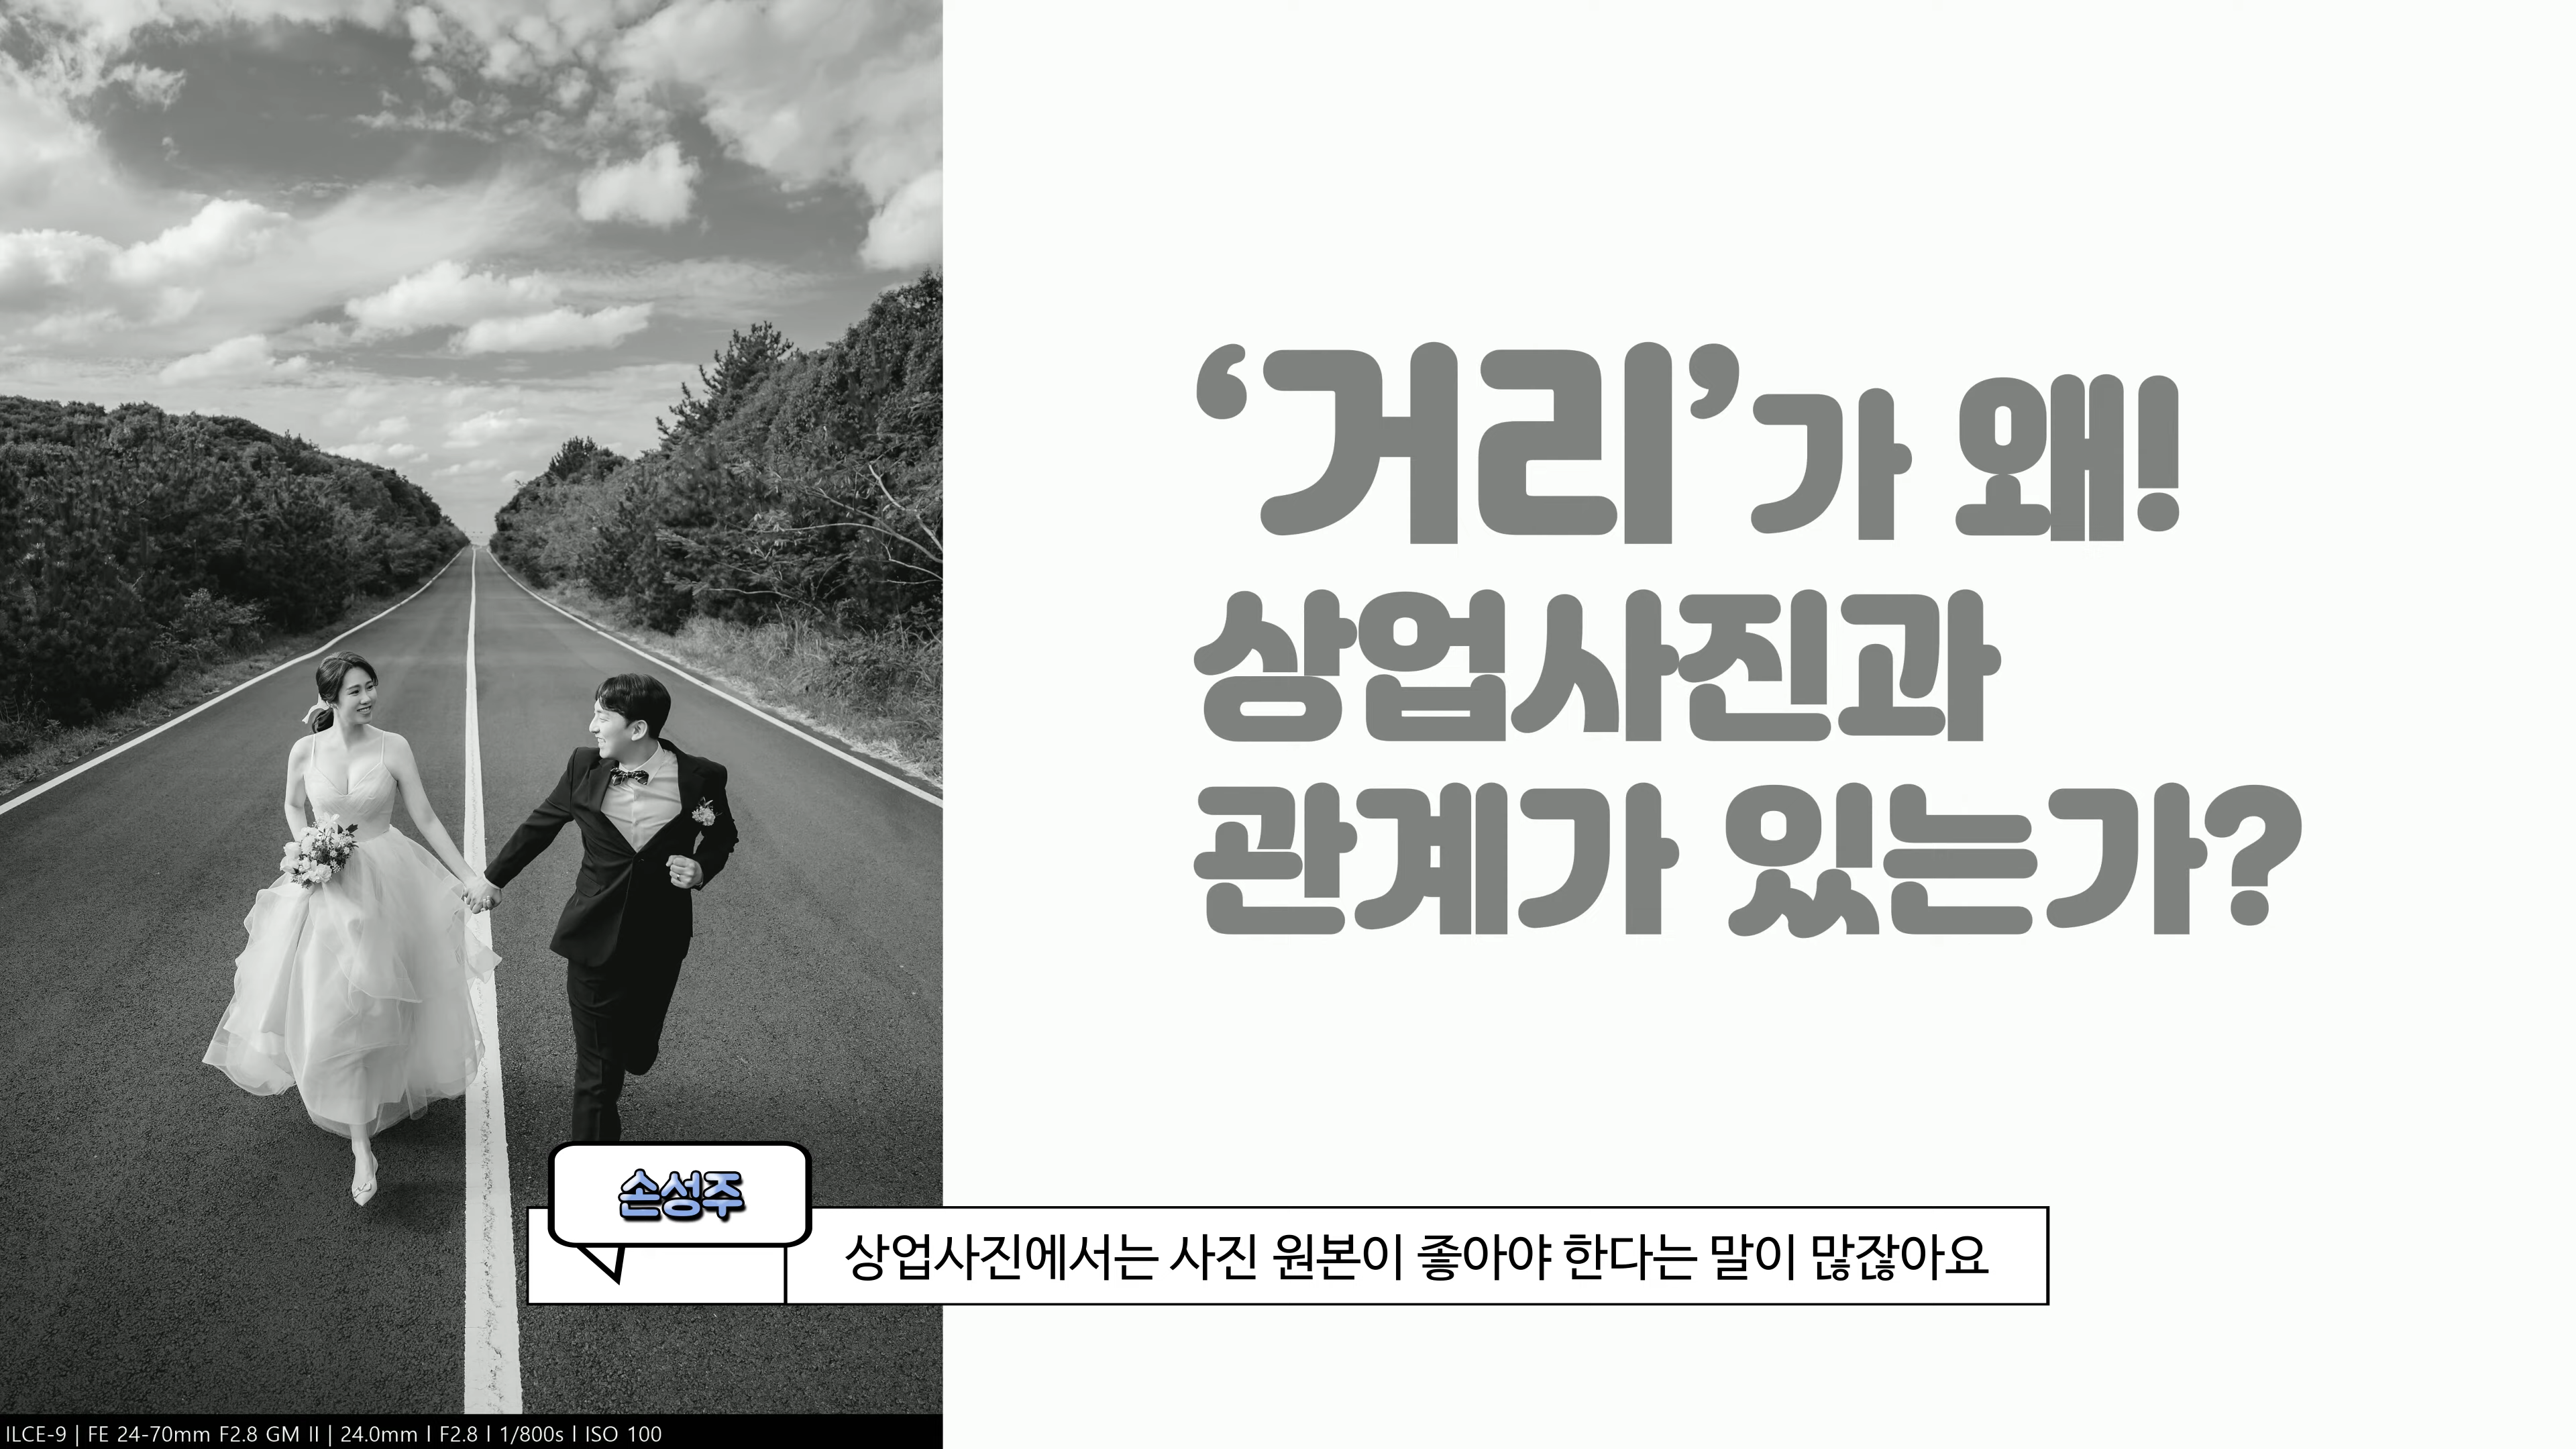 ‘거리’가 왜!
상업사진과
관계가 있는가?
손성주
상업사진에서는 사진 원본이 좋아야 한다는 말이 많잖아요
ILCE-9 | FE 24-70mm F2.8 GM II | 24.0mm l F2.8 l 1/800s l ISO 100